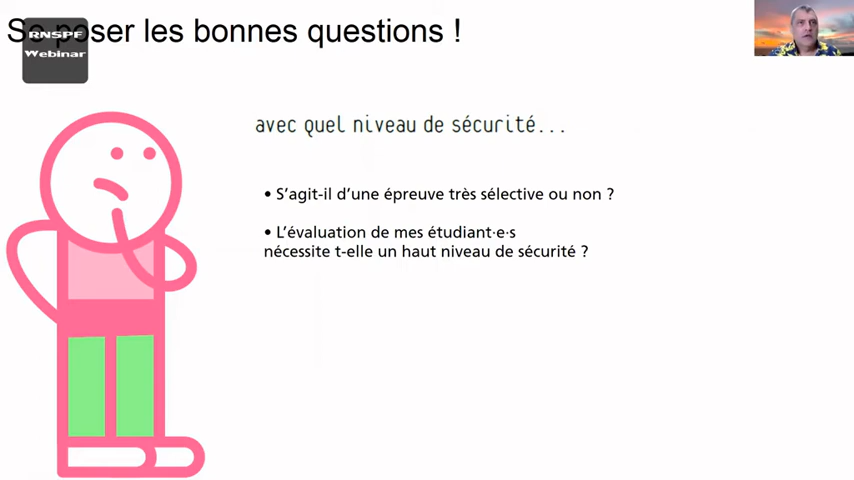 Se poser les bonnes questions !
RNSPF
Webinar
avec quel niveau de sécurité...
• S’agit-il d’une épreuve très sélective ou non ?
• L’évaluation de mes étudiant·e·s
nécessite t-elle un haut niveau de sécurité ?